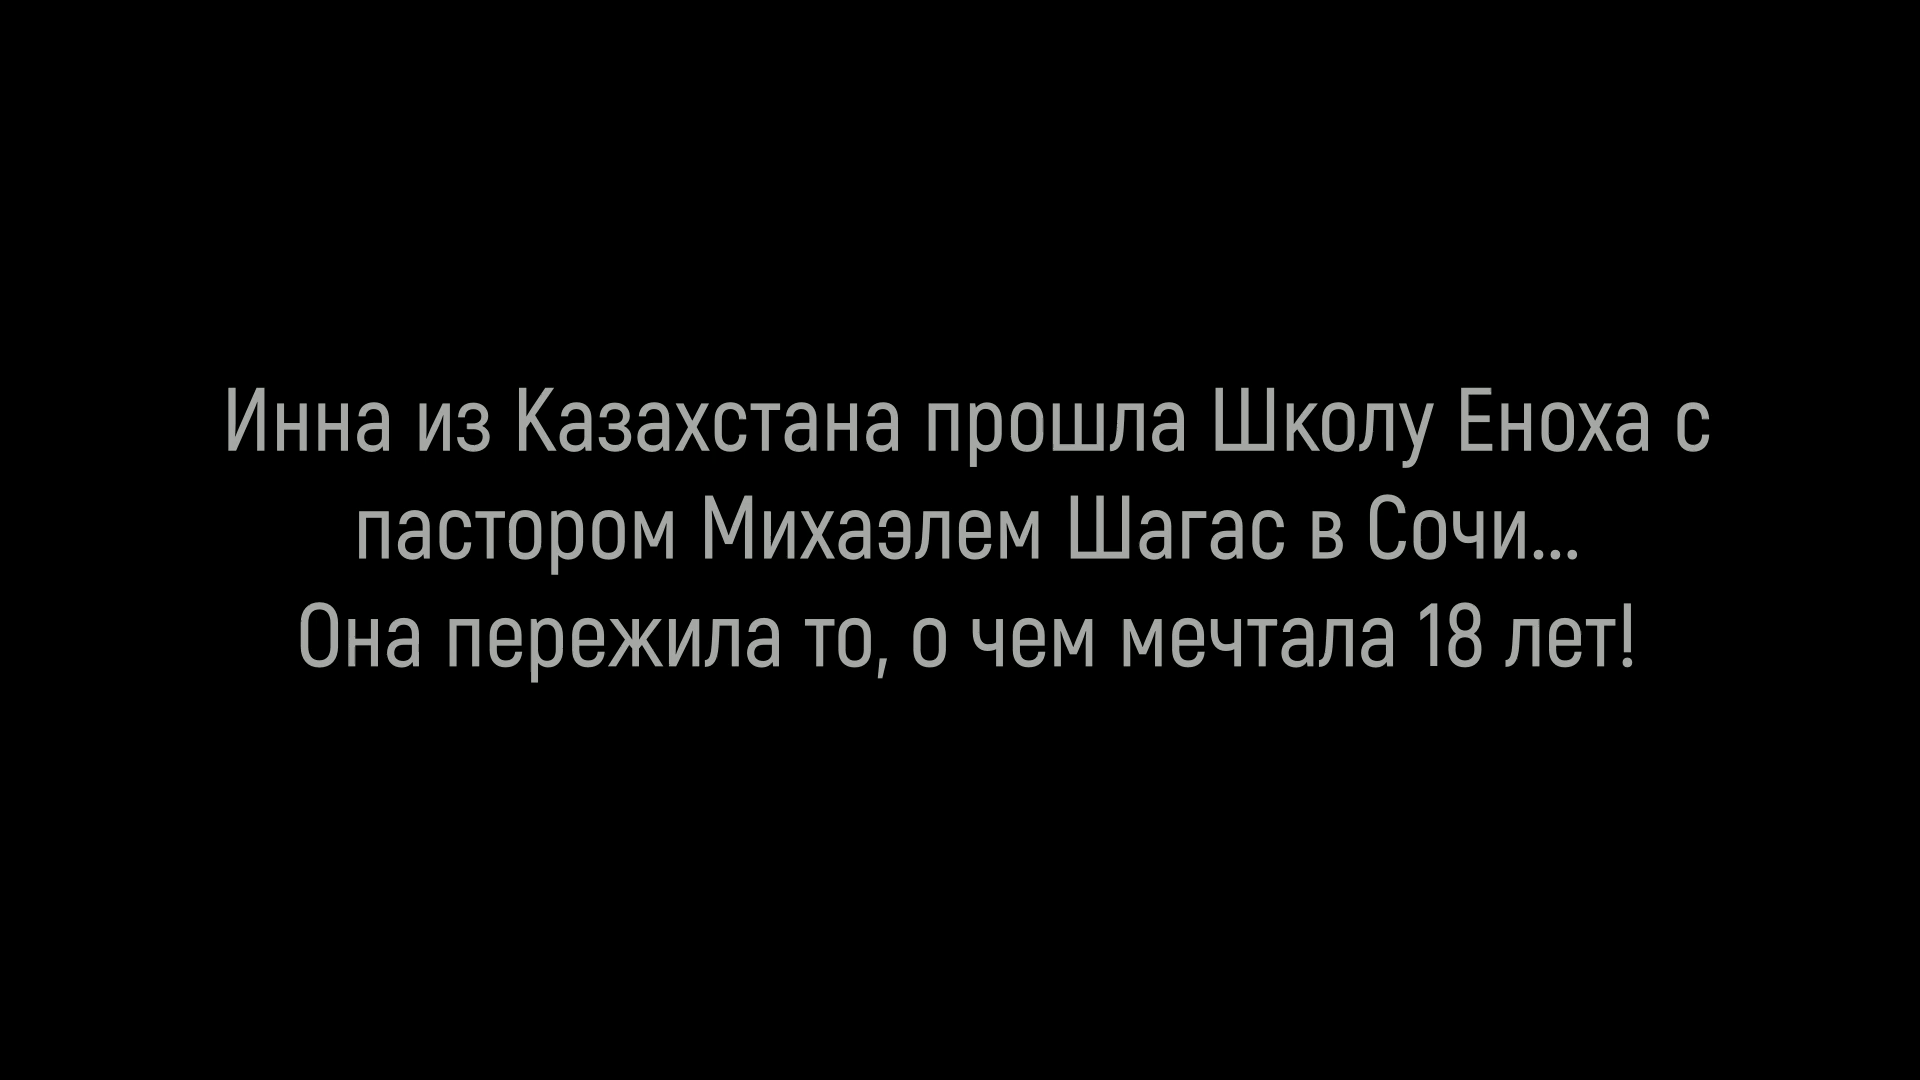 Инна из Казахстана прошла Школу Еноха с
пастором Михаэлем Шагас в Сочи...
Она пережила то, о чем мечтала 18 лет!